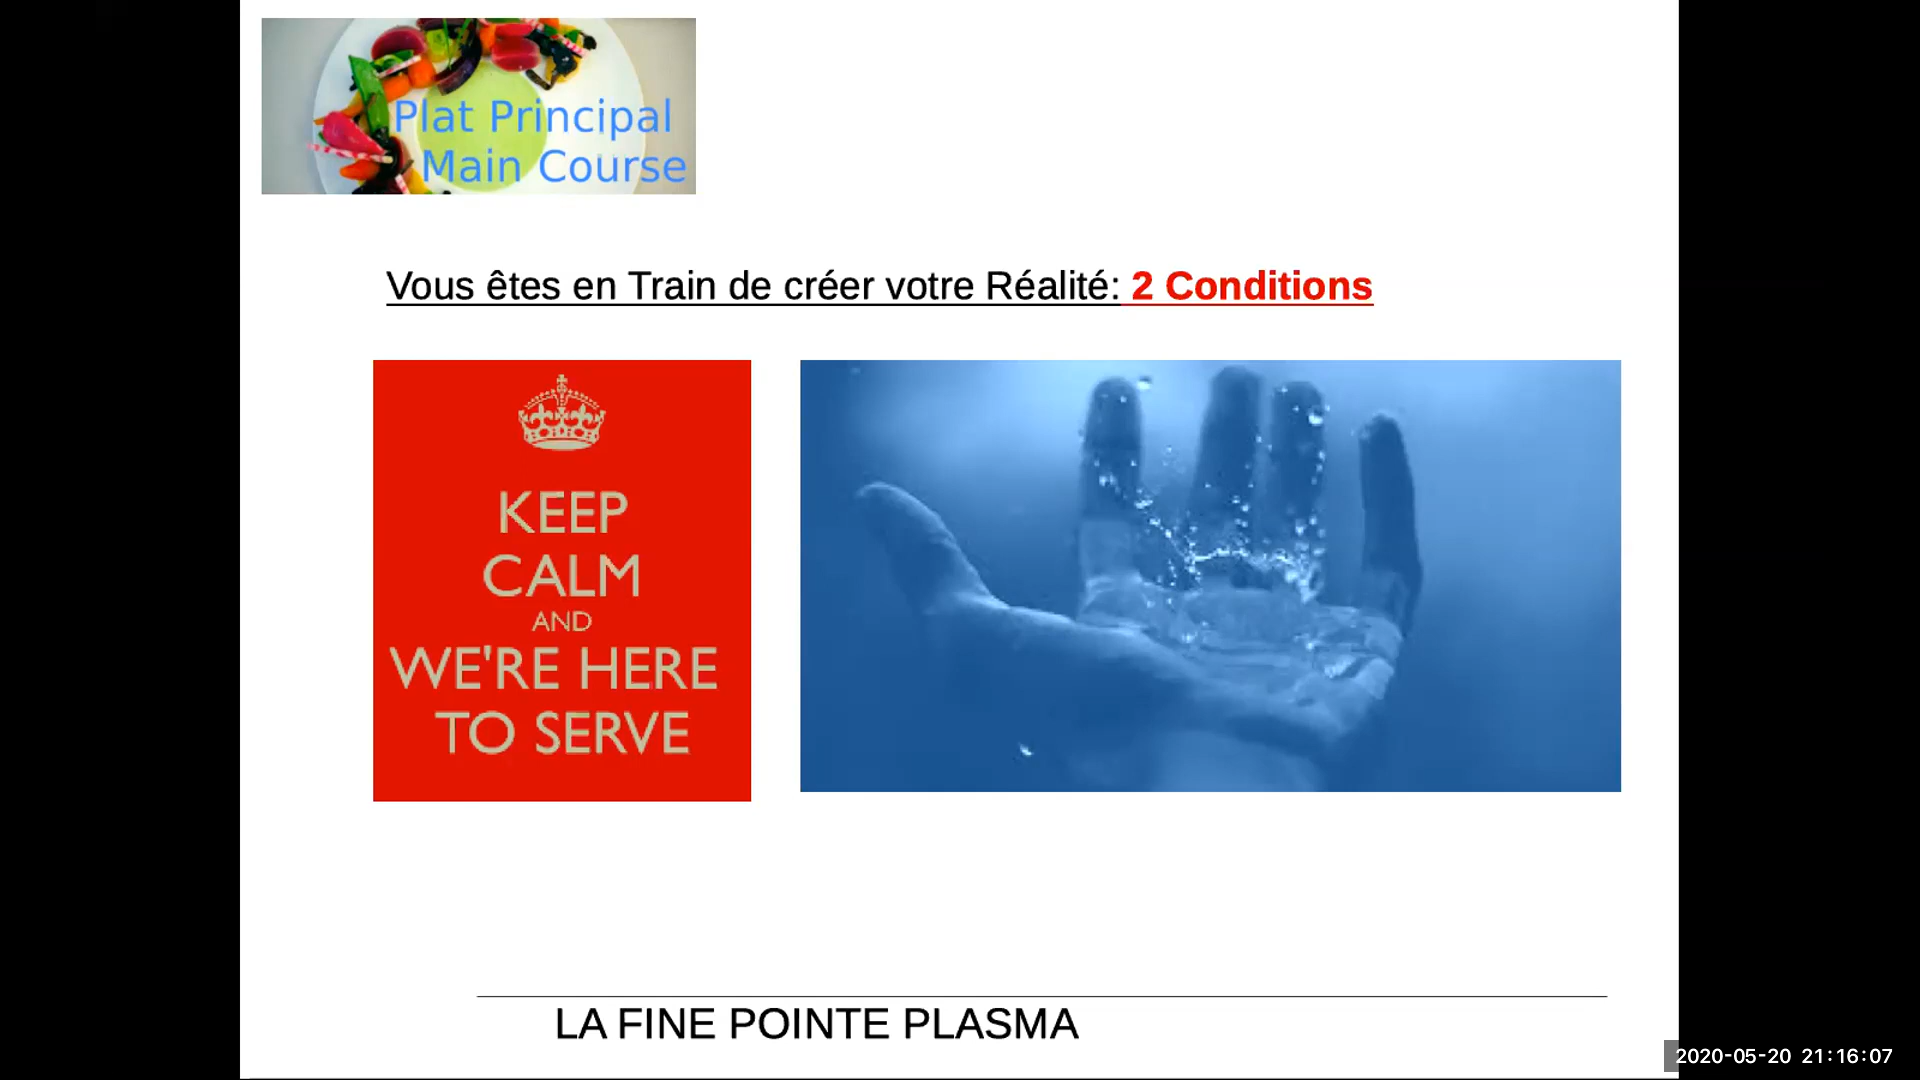 Plat Principal
Main Course
Vous êtes en Train de créer votre Réalité: 2 Conditions
KEEP
CALM
AND
WE'RE HERE
TO SERVE
LA FINE POINTE PLASMA
2020-05-20 21:16:07